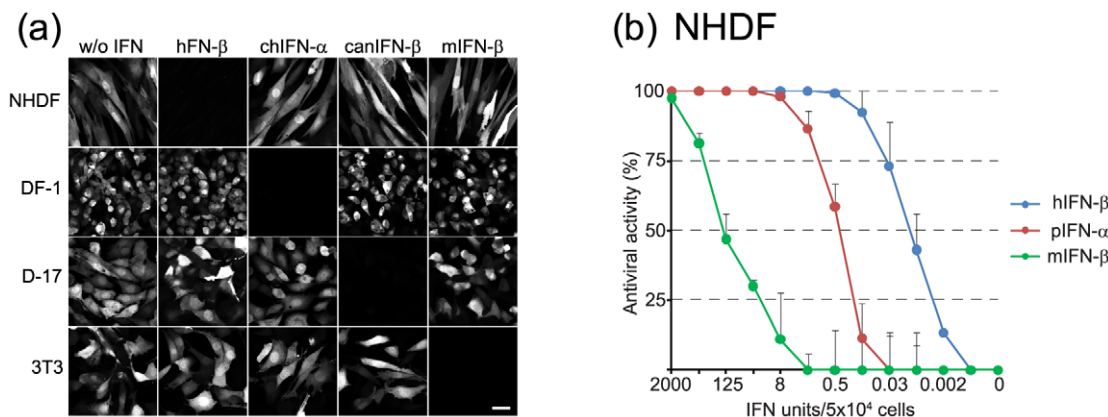 (a)
w/o IFN hFN-β chIFN-α canIFN-β mIFN-β
NHDF
DF-1
D-17
3T3
(b) NHDF
Antiviral activity (%)
100
75
50
25
2000 125 8 0.5 0.03 0.002 0
IFN units/5x10⁴ cells
hIFN-β
pIFN-α
mIFN-β